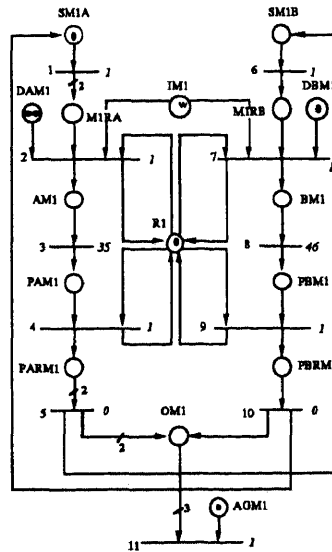 SM1A SM1B
1 1 6 1
2
DAM1 IM1 DBM1
M1RA w M1RB
2 1 7 1
AM1 R1 BM1
3 35 8 46
PAM1 PBM1
4 1 9 1
PARM1 PBRM1
2
5 0 OM1 10 0
2
3
AGM1
11 1